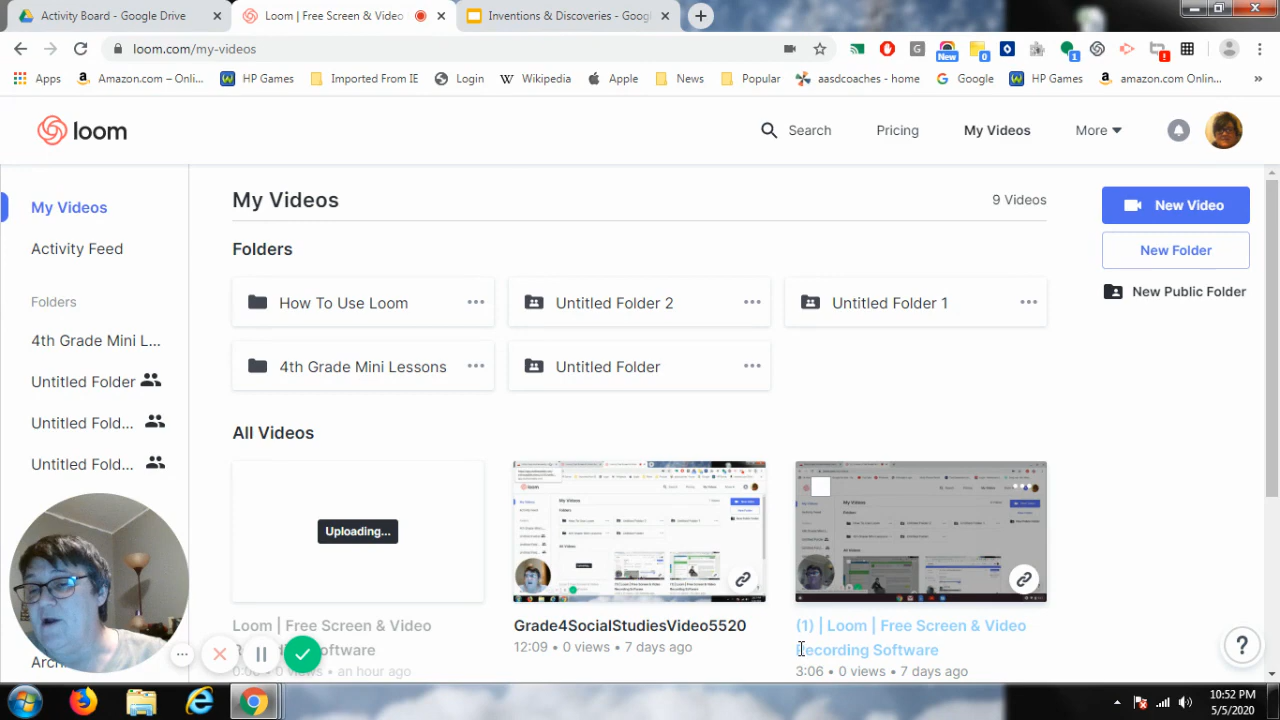 Activity Board - Google Drive
Loom | Free Screen & Video
Inventions & Discoveries - Goog
loom.com/my-videos
New
0
1
Apps
Amazon.com – Onli...
HP Games
Imported From IE
Login
Wikipedia
Apple
News
Popular
aasdcoaches - home
Google
HP Games
amazon.com Onlin...
»
loom
Search
Pricing
My Videos
More
My Videos
My Videos
9 Videos
New Video
Activity Feed
Folders
New Folder
Folders
How To Use Loom
Untitled Folder 2
Untitled Folder 1
New Public Folder
4th Grade Mini L...
4th Grade Mini Lessons
Untitled Folder
Untitled Folder
Untitled Fold...
All Videos
Untitled Fold...
Uploading...
Loom | Free Screen & Video
Grade4SocialStudiesVideo5520
12:09 • 0 views • 7 days ago
(1) | Loom | Free Screen & Video
Recording Software
3:06 • 0 views • 7 days ago
an hour ago
?
10:52 PM
5/5/2020